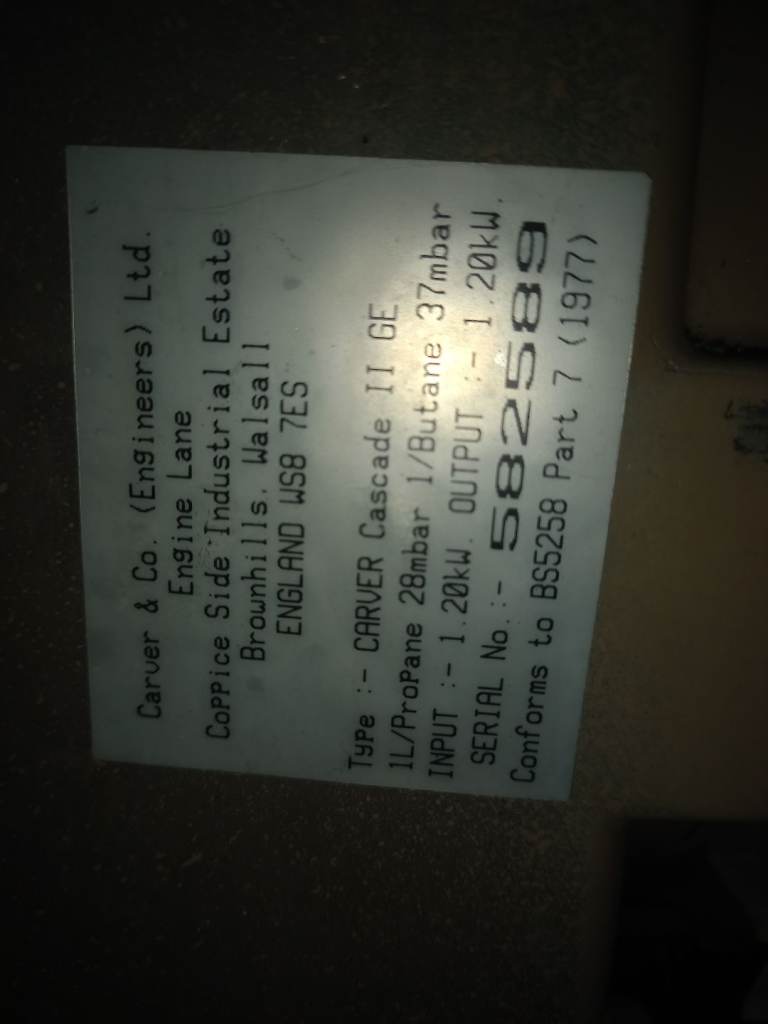 Carver & Co. (Engineers) Ltd.
Engine Lane
Coppice Side Industrial Estate
Brownhills. Walsall
ENGLAND WS8 7ES
Type :- CARVER Cascade II GE
1L/Propane 28mbar 1/Butane 37mbar
INPUT :- 1.20kW. OUTPUT :- 1.20kW.
SERIAL No.:- 582589
Conforms to BS5258 Part 7 (1977)